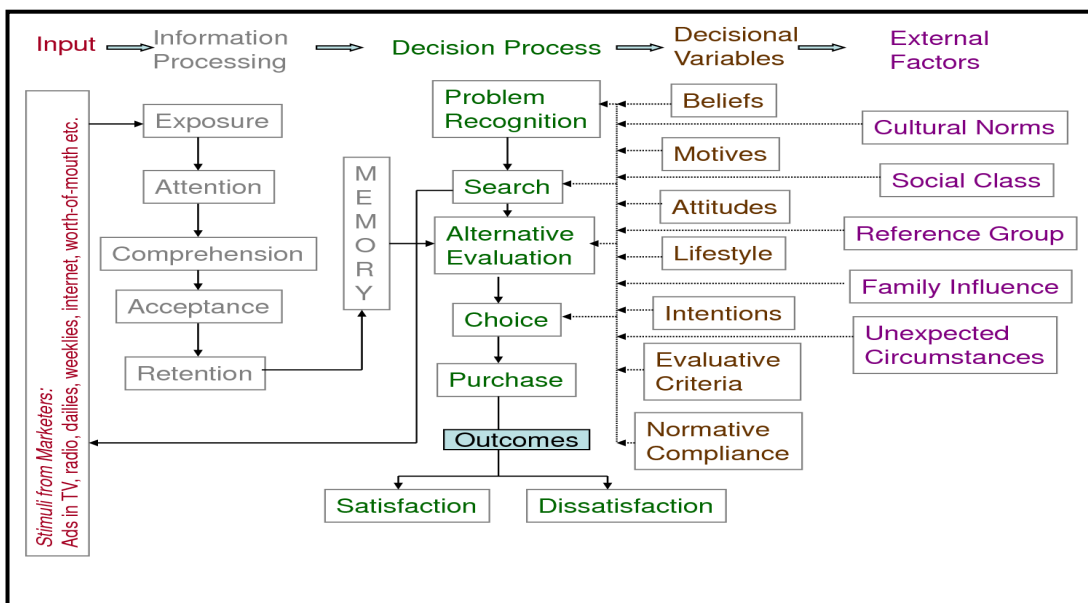 Input
Information
Processing
Decision Process
Decisional
Variables
External
Factors
Stimuli from Marketers:
Ads in TV, radio, dailies, weeklies, internet, worth-of-mouth etc.
Exposure
Attention
Comprehension
Acceptance
Retention
MEMORY
Problem
Recognition
Search
Alternative
Evaluation
Choice
Purchase
Outcomes
Satisfaction
Dissatisfaction
Beliefs
Motives
Attitudes
Lifestyle
Intentions
Evaluative
Criteria
Normative
Compliance
Cultural Norms
Social Class
Reference Group
Family Influence
Unexpected
Circumstances